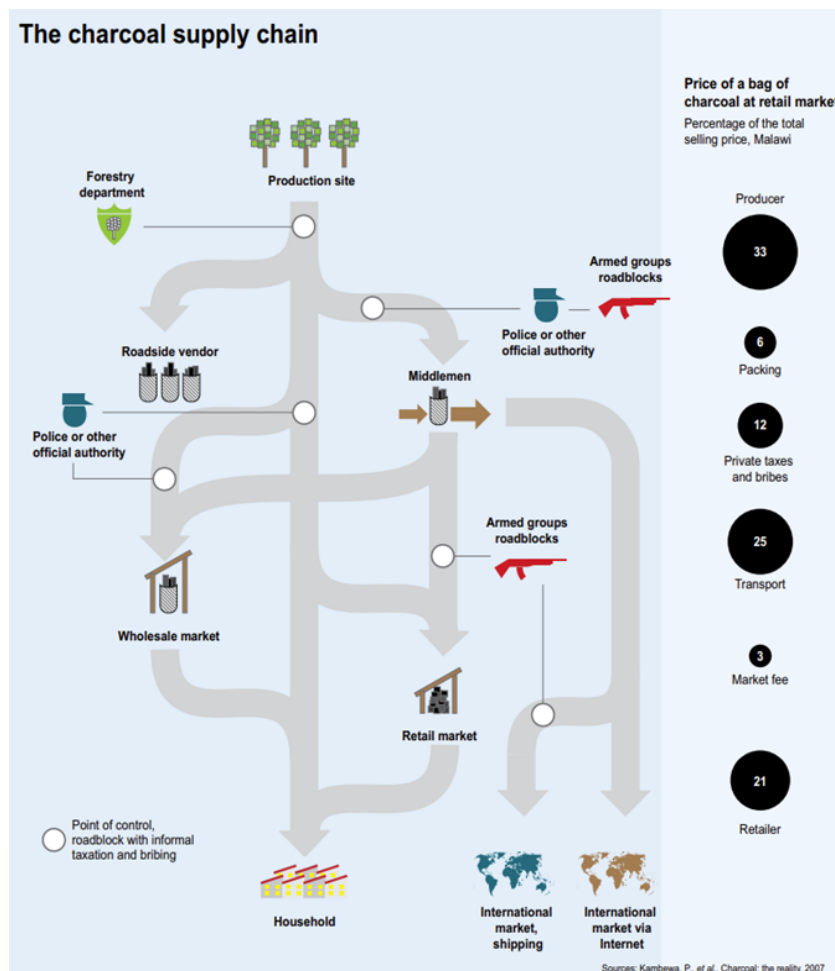 The charcoal supply chain
Production site
Forestry
department
Armed groups
roadblocks
Police or other
official authority
Roadside vendor
Middlemen
Police or other
official authority
Armed groups
roadblocks
Wholesale market
Retail market
Point of control,
roadblock with informal
taxation and bribing
Household
International
market,
shipping
International
market via
Internet
Price of a bag of
charcoal at retail market
Percentage of the total
selling price, Malawi
Producer
33
6
Packing
12
Private taxes
and bribes
25
Transport
3
Market fee
21
Retailer
Sources: Kambewa, P., et al., Charcoal: the reality, 2007